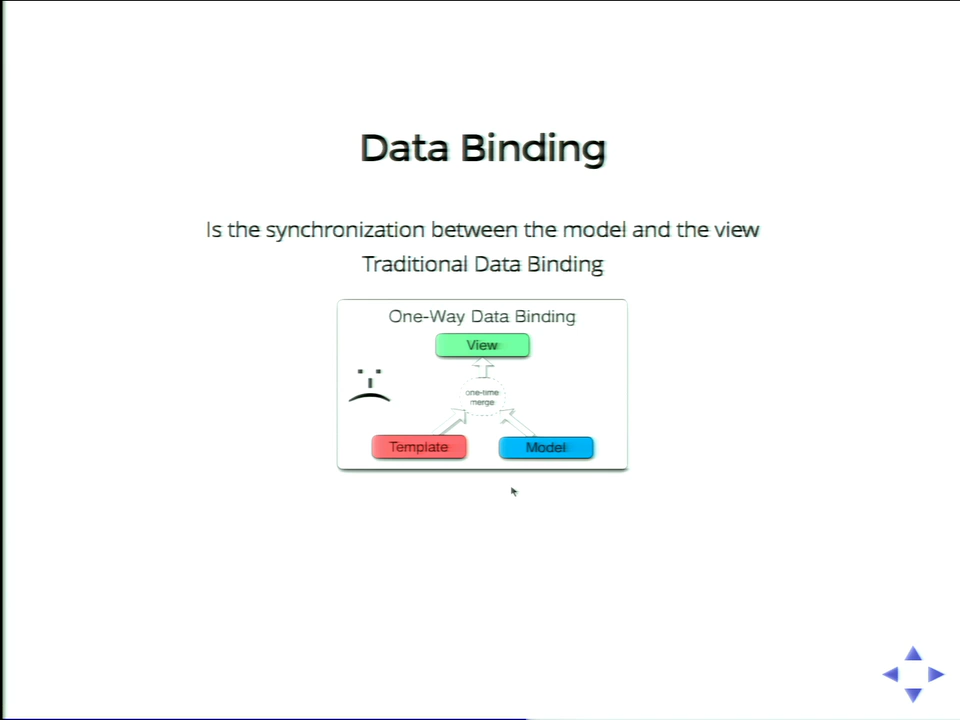 Data Binding
Is the synchronization between the model and the view
Traditional Data Binding
One-Way Data Binding
View
one-time
merge
Template
Model